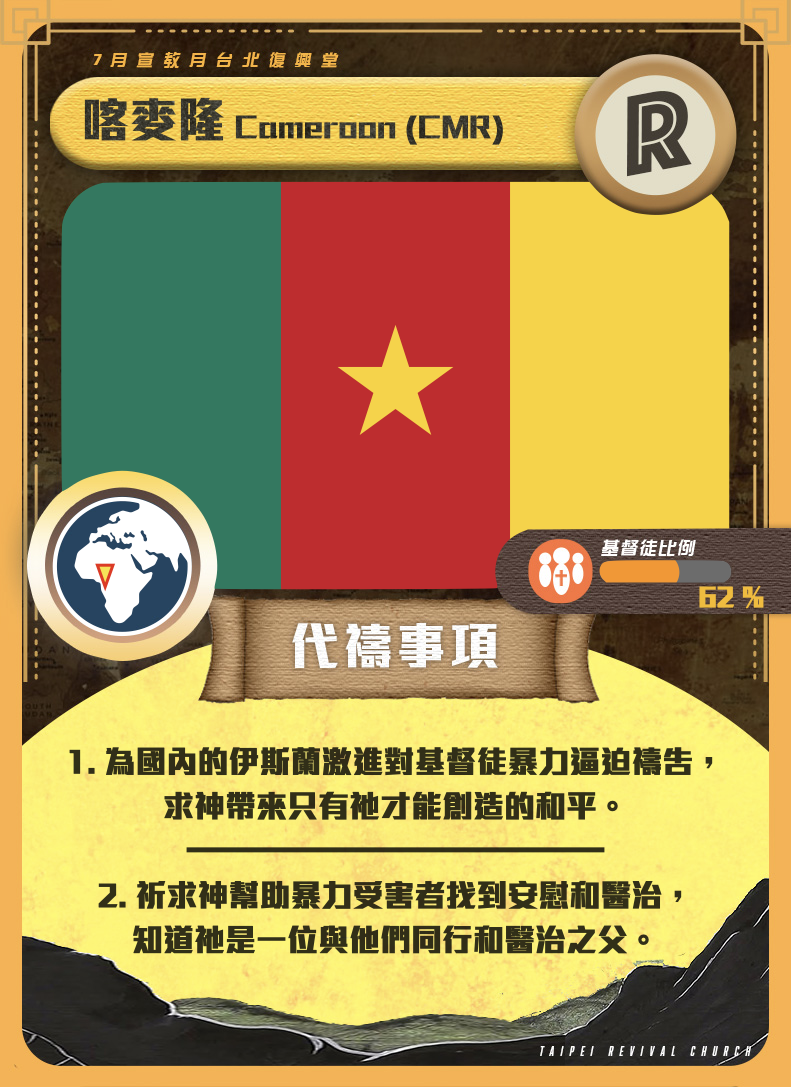 7月宣教月台北復興堂
喀麥隆 Cameroon (CMR)
R
基督徒比例
62 %
代禱事項
1. 為國內的伊斯蘭激進對基督徒暴力逼迫禱告，
求神帶來只有祂才能創造的和平。
2. 祈求神幫助暴力受害者找到安慰和醫治，
知道祂是一位與他們同行和醫治之父。
TAIPEI REVIVAL CHURCH